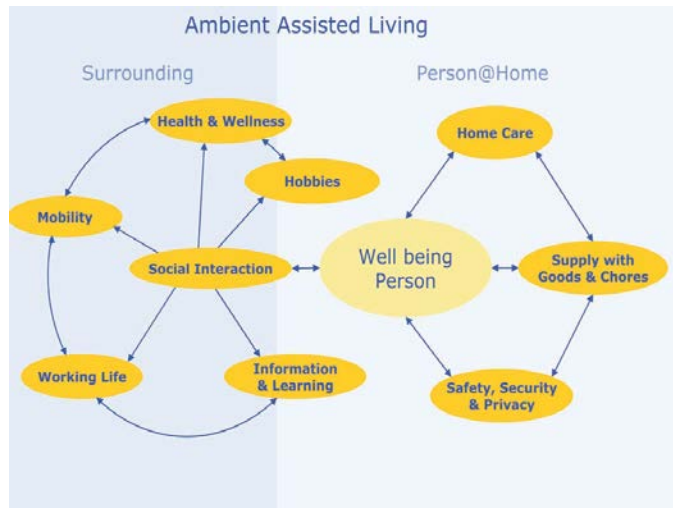 Ambient Assisted Living
Surrounding
Person@Home
Health & Wellness
Home Care
Hobbies
Mobility
Social Interaction
Well being
Person
Supply with
Goods & Chores
Working Life
Information
& Learning
Safety, Security
& Privacy